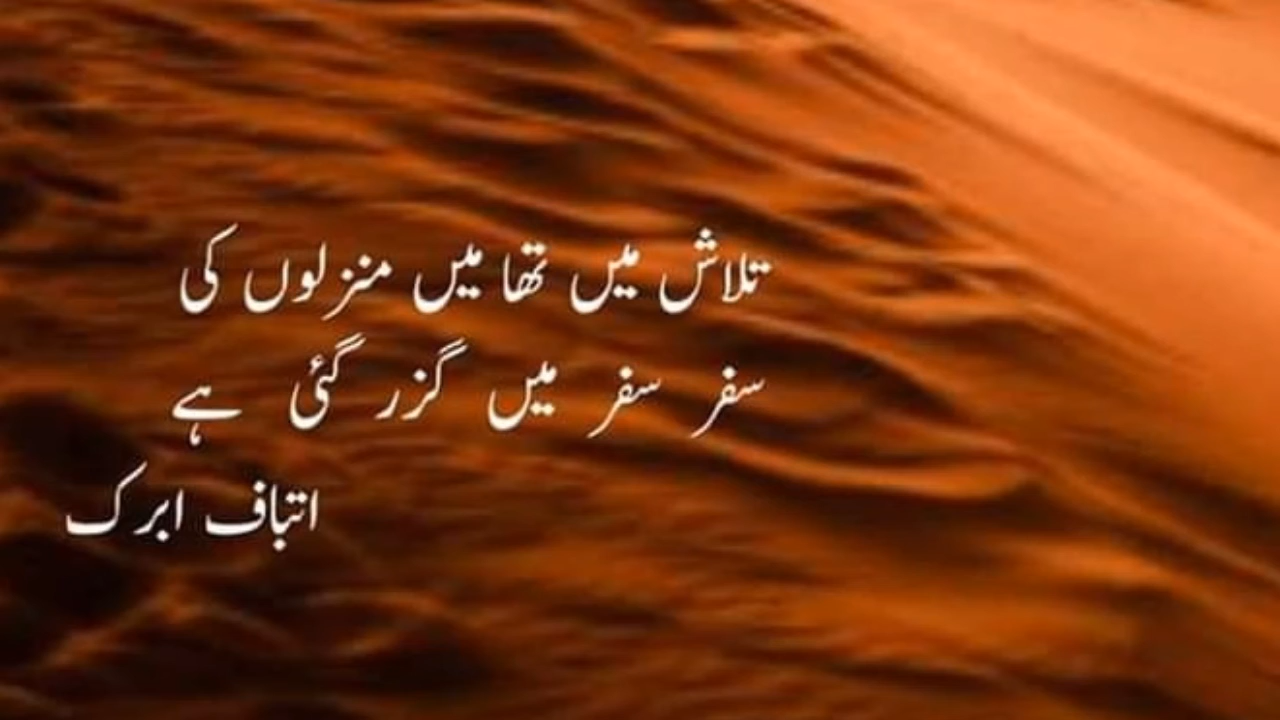 تلاش میں تھا میں منزلوں کی
سفر سفر میں گزر گئی ہے
اتباف ابرک